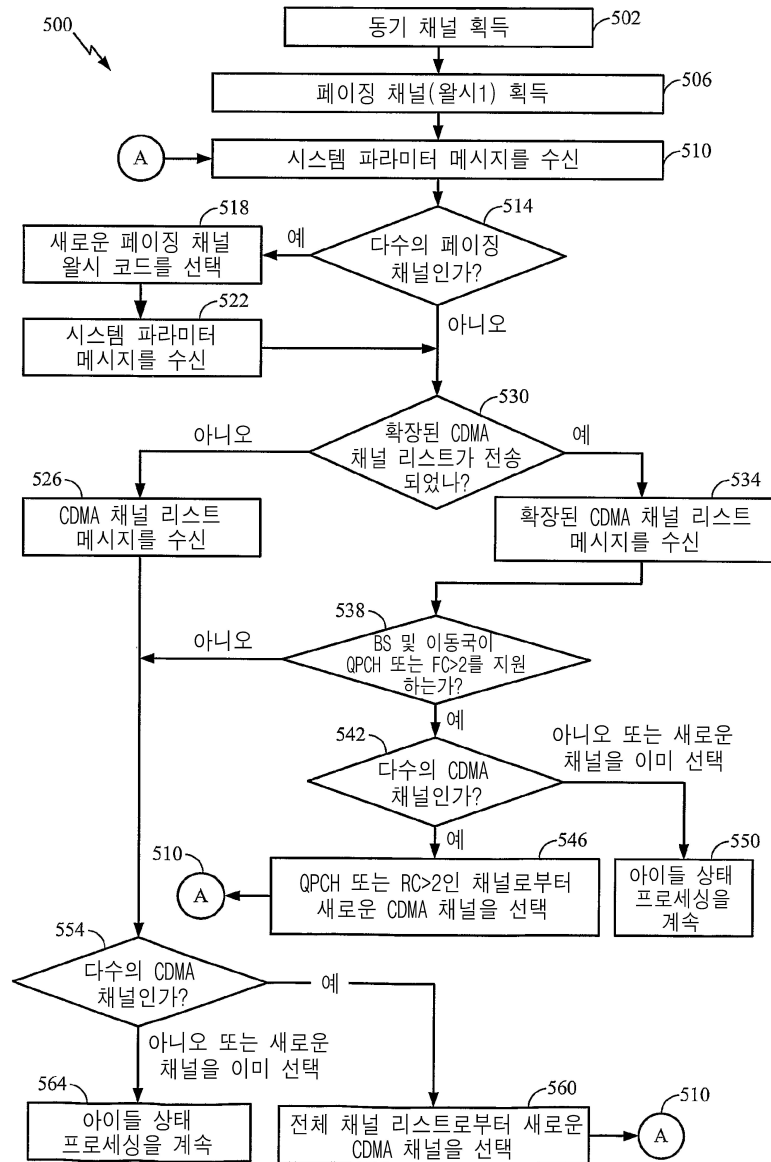 500
동기 채널 획득
502
페이징 채널(왈시1) 획득
506
A
시스템 파라미터 메시지를 수신
510
514
다수의 페이징
채널인가?
예
아니오
518
새로운 페이징 채널
왈시 코드를 선택
522
시스템 파라미터
메시지를 수신
530
확장된 CDMA
채널 리스트가 전송
되었나?
아니오
예
526
CDMA 채널 리스트
메시지를 수신
534
확장된 CDMA 채널 리스트
메시지를 수신
538
BS 및 이동국이
QPCH 또는 FC>2를 지원
하는가?
아니오
예
542
다수의 CDMA
채널인가?
아니오 또는 새로운
채널을 이미 선택
예
510
A
546
QPCH 또는 RC>2인 채널로부터
새로운 CDMA 채널을 선택
550
아이들 상태
프로세싱을
계속
554
다수의 CDMA
채널인가?
예
아니오 또는 새로운
채널을 이미 선택
564
아이들 상태
프로세싱을 계속
560
전체 채널 리스트로부터 새로운
CDMA 채널을 선택
510
A